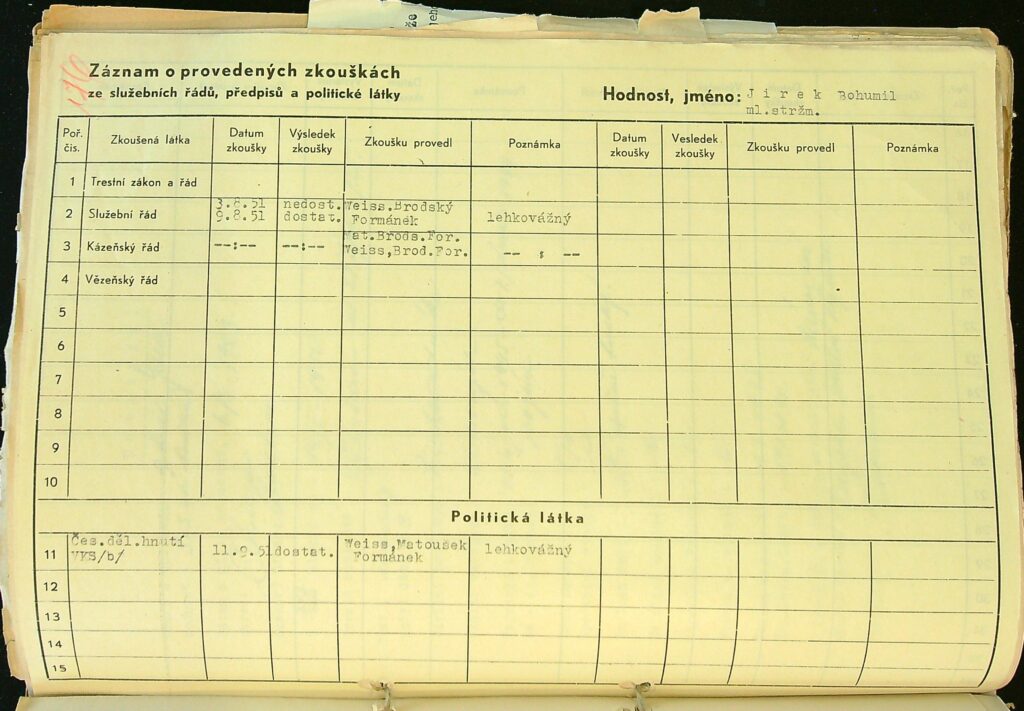 že
leh
Záznam o provedených zkouškách
ze služebních řádů, předpisů a politické látky
Hodnost, jméno: Jirek Bohumil
ml.stržm.
Poř. čis. Zkoušená látka Datum zkoušky Výsledek zkoušky Zkoušku provedl Poznámka Datum zkoušky Vesledek zkoušky Zkoušku provedl Poznámka
1 Trestní zákon a řád
3.8.51 nedost. Weiss.Brodský
2 Služební řád 9.8.51 dostat. Formánek lehkovážný
Mat.Brods.For.
3 Kázeňský řád --:-- --:-- Weiss,Brod.For. -- : --
4 Vězeňský řád
5
6
7
8
9
10
Politická látka
Čes.děl.hnutí Weiss,Matoušek
11 VKS/b/ 11.9.51 dostat. Formánek lehkovážný
12
13
14
15